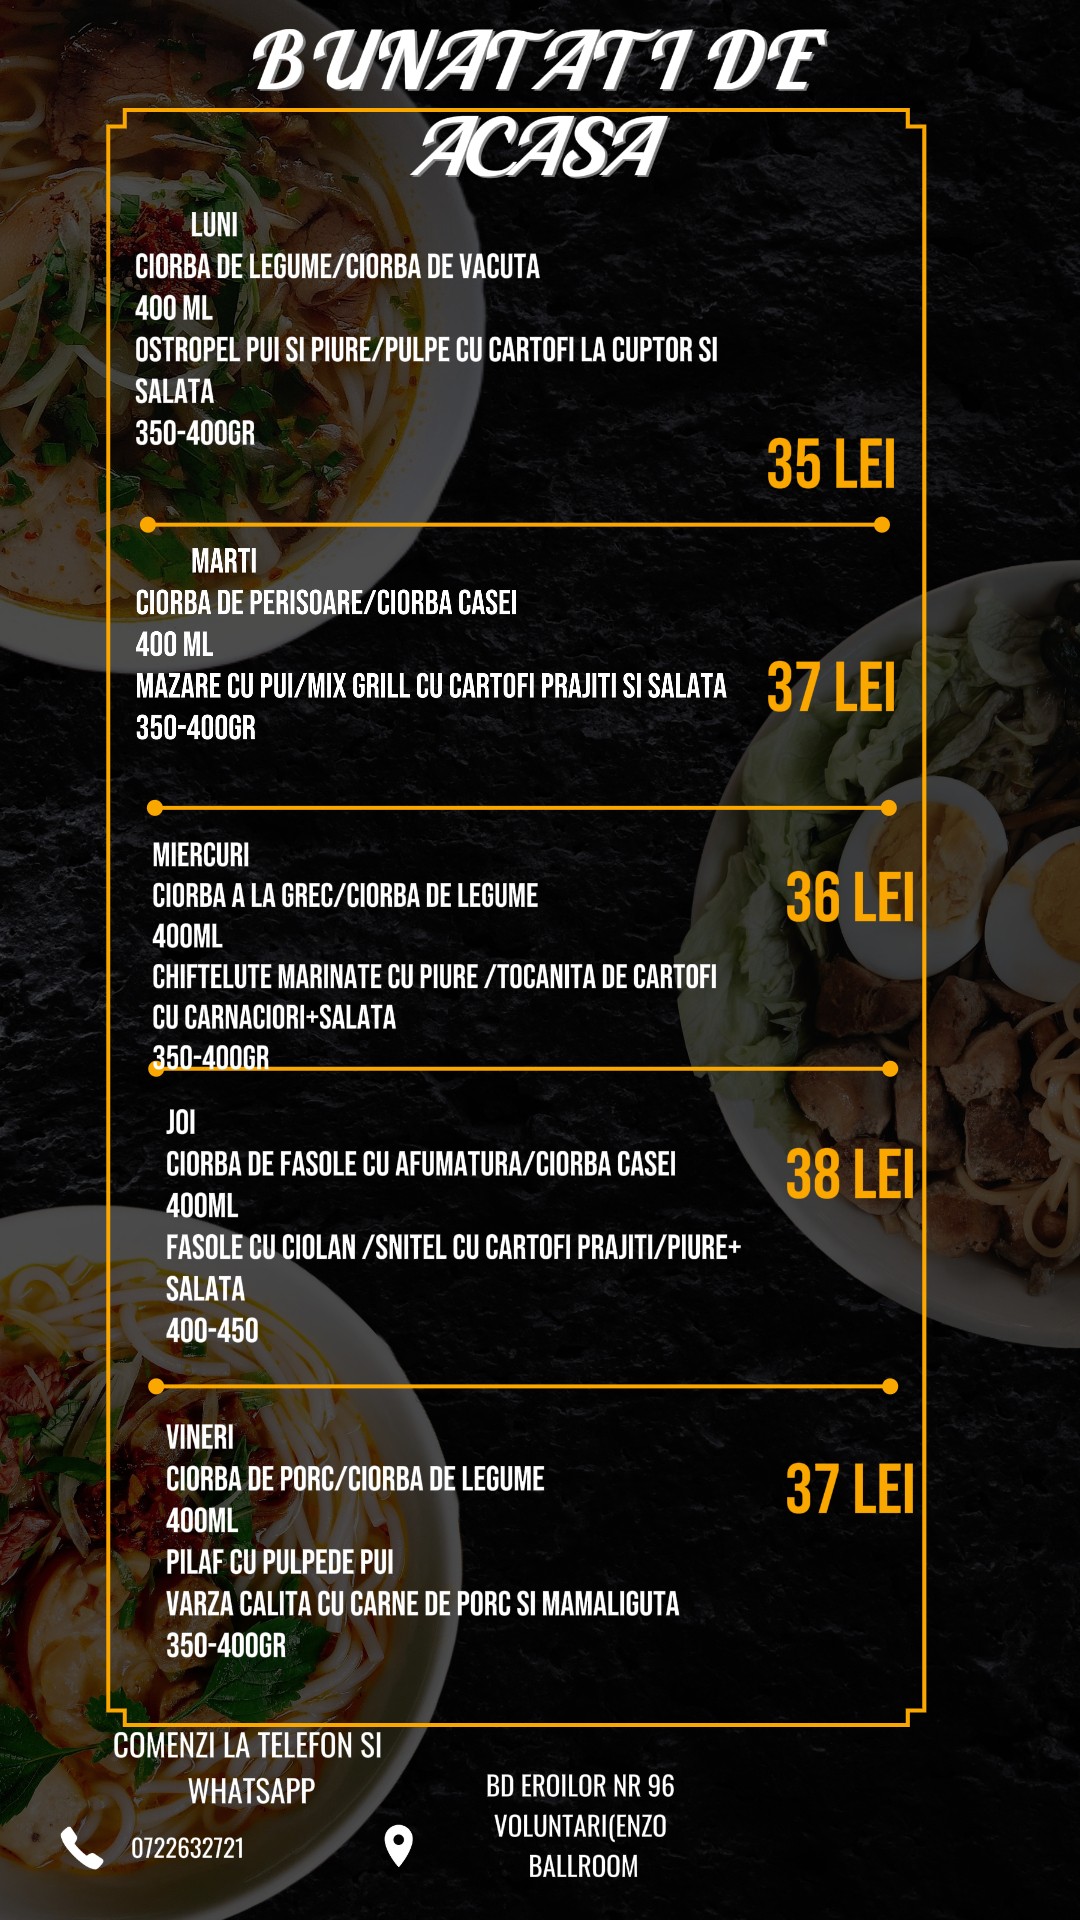 BUNATATI DE
ACASA
LUNI
CIORBA DE LEGUME/CIORBA DE VACUTA
400 ML
OSTROPEL PUI SI PIURE/PULPE CU CARTOFI LA CUPTOR SI
SALATA
350-400GR
35 LEI
MARTI
CIORBA DE PERISOARE/CIORBA CASEI
400 ML
MAZARE CU PUI/MIX GRILL CU CARTOFI PRAJITI SI SALATA
37 LEI
350-400GR
MIERCURI
CIORBA A LA GREC/CIORBA DE LEGUME
36 LEI
400ML
CHIFTELUTE MARINATE CU PIURE /TOCANITA DE CARTOFI
CU CARNACIORI+SALATA
350-400GR
JOI
CIORBA DE FASOLE CU AFUMATURA/CIORBA CASEI
38 LEI
400ML
FASOLE CU CIOLAN /SNITEL CU CARTOFI PRAJITI/PIURE+
SALATA
400-450
VINERI
CIORBA DE PORC/CIORBA DE LEGUME
37 LEI
400ML
PILAF CU PULPEDE PUI
VARZA CALITA CU CARNE DE PORC SI MAMALIGUTA
350-400GR
COMENZI LA TELEFON SI
WHATSAPP
0722632721
BD EROILOR NR 96
VOLUNTARI(ENZO
BALLROOM